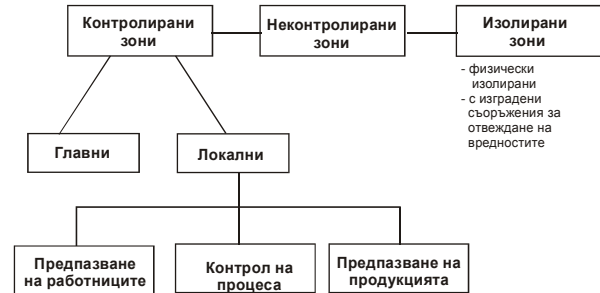 Контролирани
зони
Неконтролирани
зони
Изолирани
зони
- физически
изолирани
- с изградени
съоръжения за
отвеждане на
вредностите
Главни
Локални
Предпазване
на работниците
Контрол на
процеса
Предпазване на
продукцията